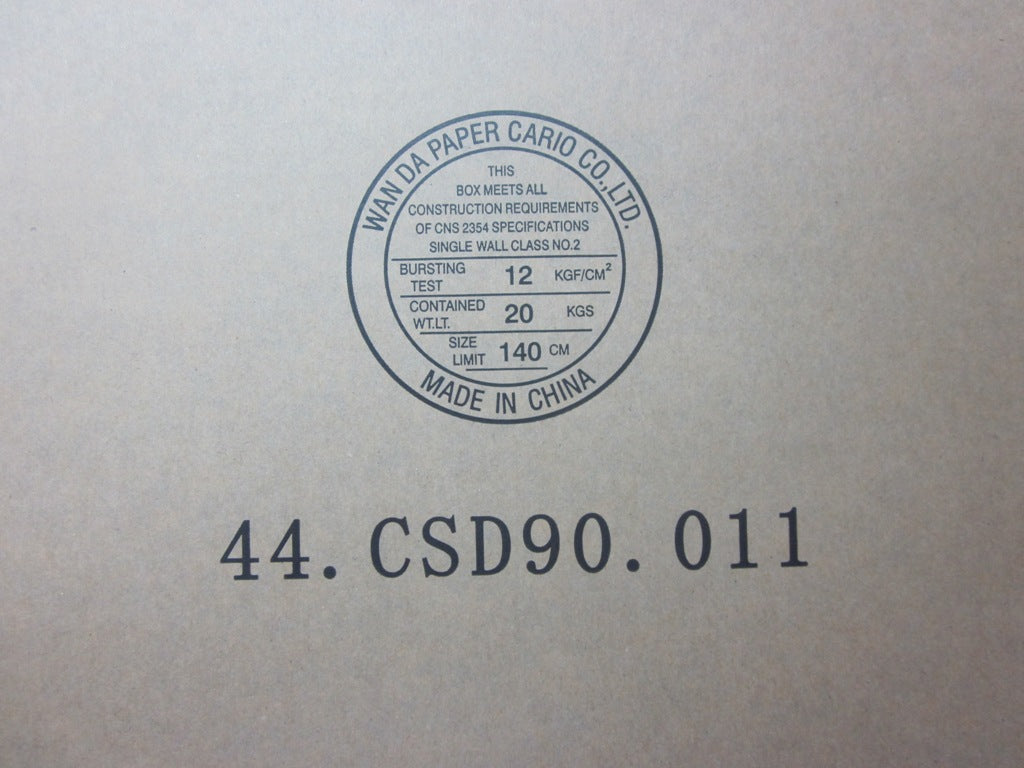 WAN DA PAPER CARIO CO.,LTD.
THIS
BOX MEETS ALL
CONSTRUCTION REQUIREMENTS
OF CNS 2354 SPECIFICATIONS
SINGLE WALL CLASS NO.2
BURSTING TEST 12 KGF/CM²
CONTAINED WT.LT. 20 KGS
SIZE LIMIT 140 CM
MADE IN CHINA
44.CSD90.011